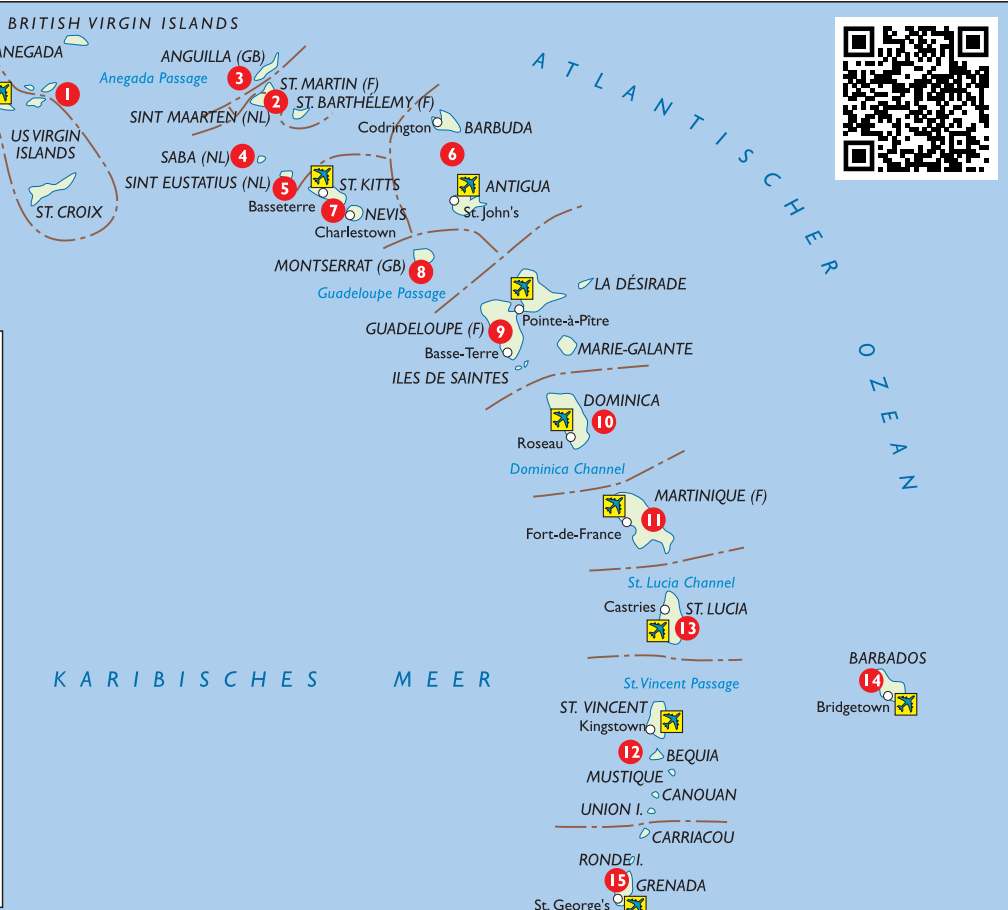 BRITISH VIRGIN ISLANDS
ANEGADA
ANGUILLA (GB)
Anegada Passage
3
ST. MARTIN (F)
1
2
ST. BARTHÉLEMY (F)
SINT MAARTEN (NL)
Codrington
BARBUDA
US VIRGIN
ISLANDS
SABA (NL)
4
6
SINT EUSTATIUS (NL)
5
ST. KITTS
ANTIGUA
ST. CROIX
Basseterre
7
NEVIS
St. John's
Charlestown
MONTSERRAT (GB)
8
Guadeloupe Passage
LA DÉSIRADE
Pointe-à-Pître
GUADELOUPE (F)
9
Basse-Terre
MARIE-GALANTE
ILES DE SAINTES
DOMINICA
10
Roseau
Dominica Channel
MARTINIQUE (F)
11
Fort-de-France
St. Lucia Channel
Castries
ST. LUCIA
13
ATLANTISCHER OZEAN
KARIBISCHES MEER
St. Vincent Passage
BARBADOS
14
Bridgetown
ST. VINCENT
Kingstown
12
BEQUIA
MUSTIQUE
CANOUAN
UNION I.
CARRIACOU
RONDE I.
15
GRENADA
St. George's